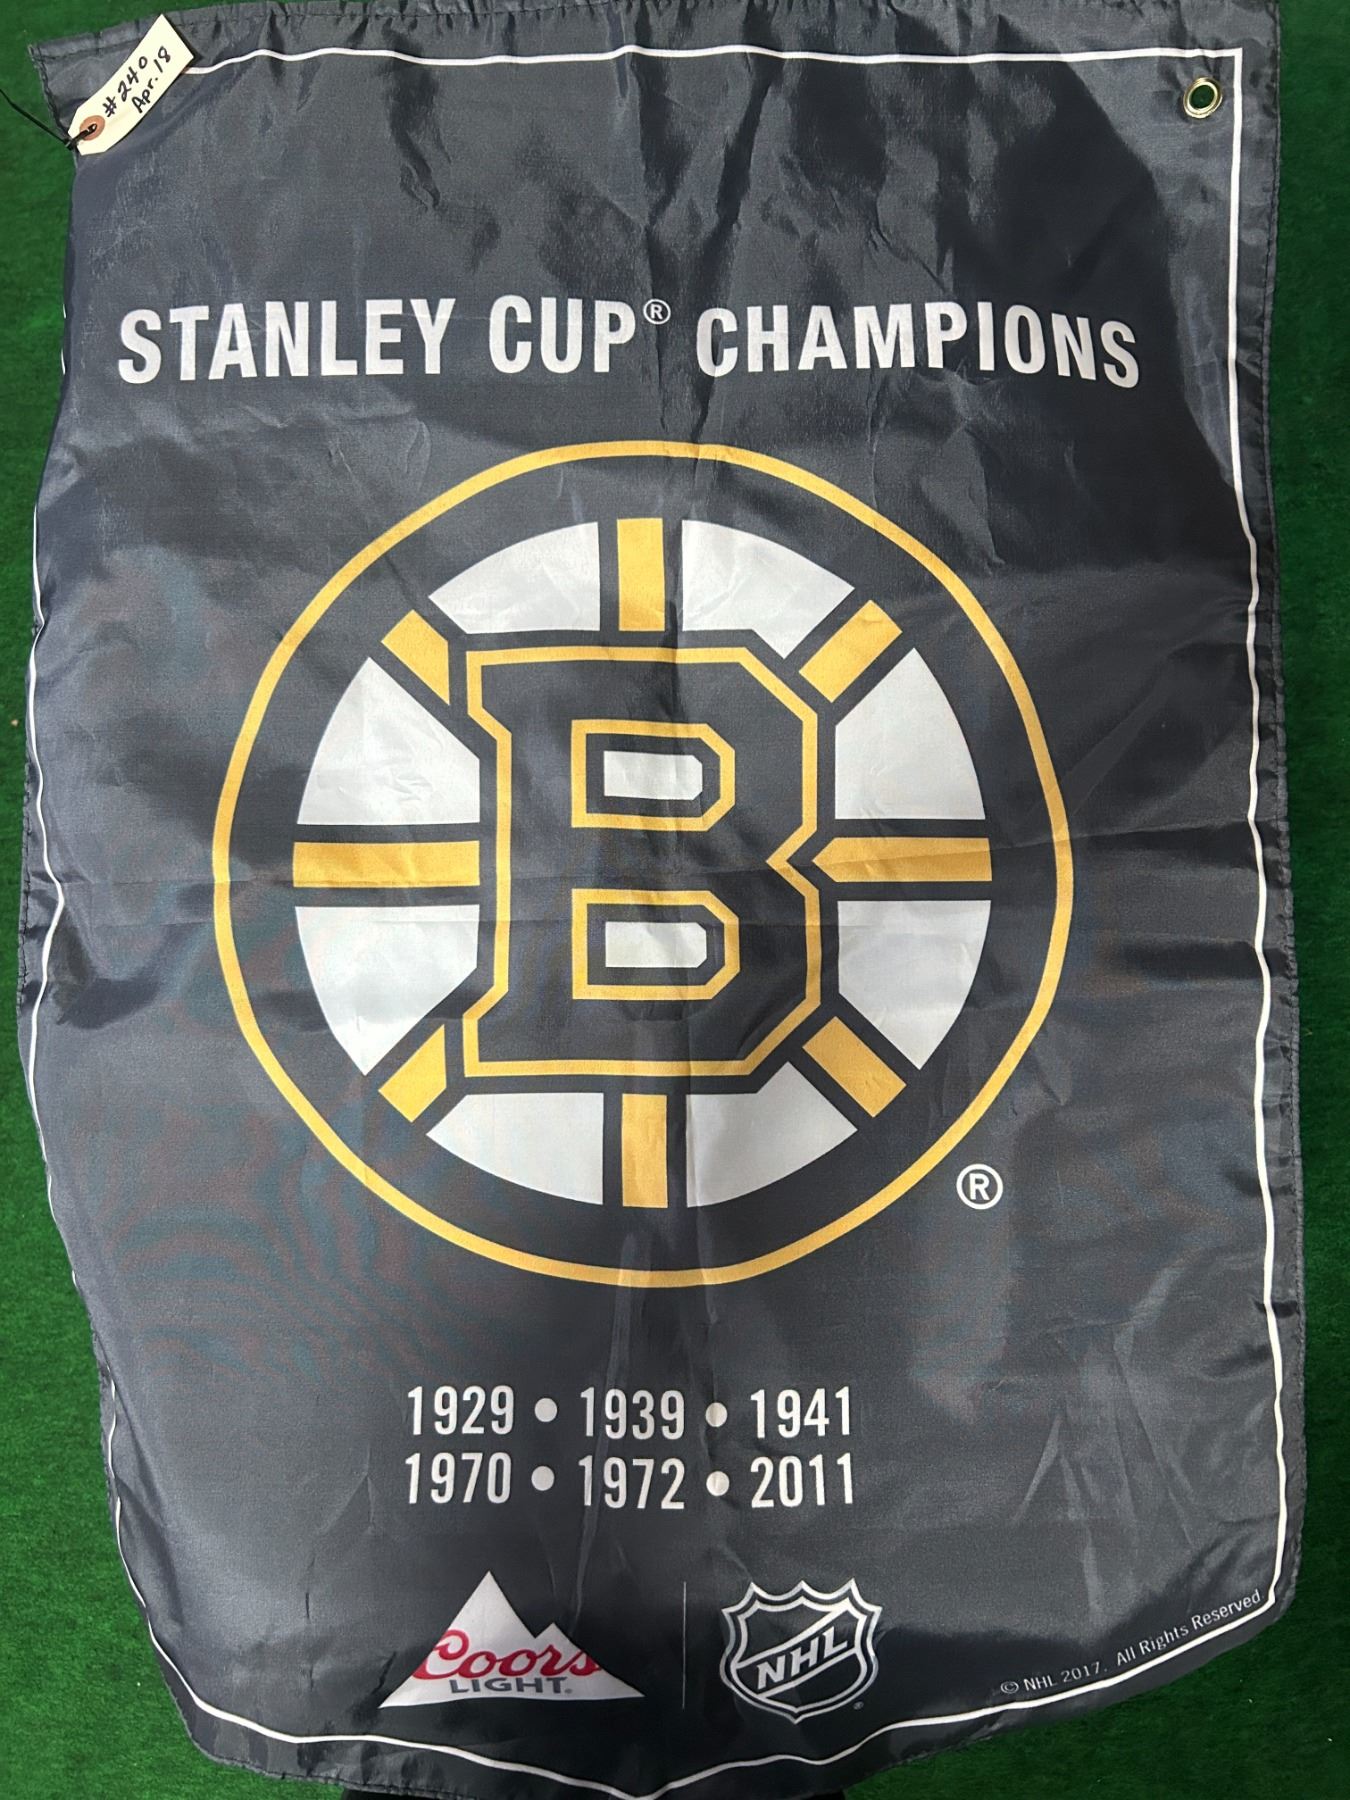 #240
Apr. 18
STANLEY CUP® CHAMPIONS
B
®
1929 • 1939 • 1941
1970 • 1972 • 2011
Coors
LIGHT®
NHL
®
© NHL 2017. All Rights Reserved.